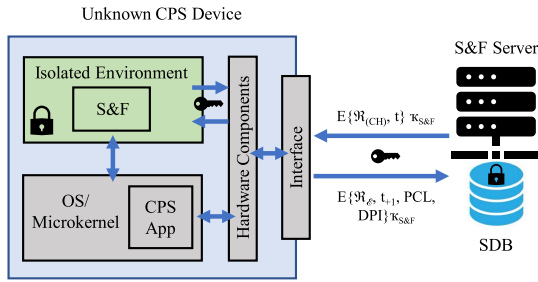 Unknown CPS Device
Isolated Environment
S&F
OS/
Microkernel
CPS
App
Hardware Components
Interface
S&F Server
E{ℜ(CH), t} κS&F
E{ℜ𝒞, t+1, PCL,
DPI}κS&F
SDB